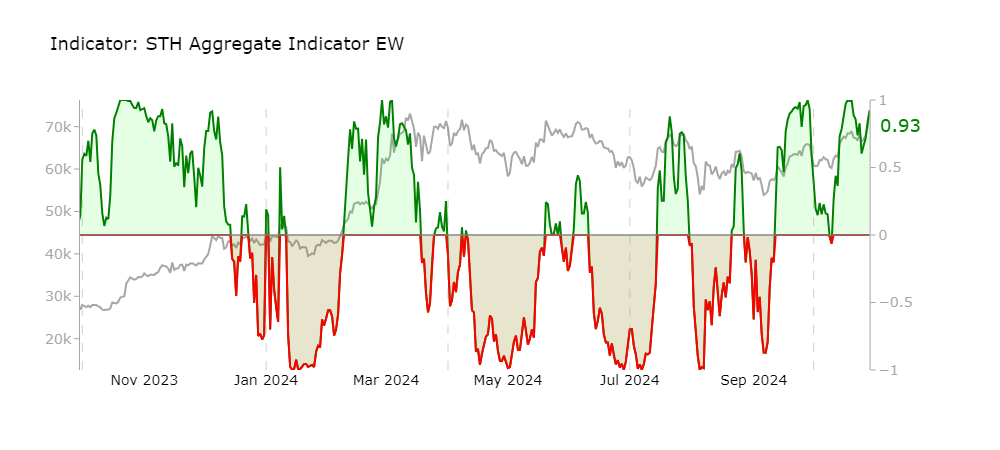 Indicator: STH Aggregate Indicator EW
70k
60k
50k
40k
30k
20k
1
0.93
0.5
0
−0.5
−1
Nov 2023
Jan 2024
Mar 2024
May 2024
Jul 2024
Sep 2024